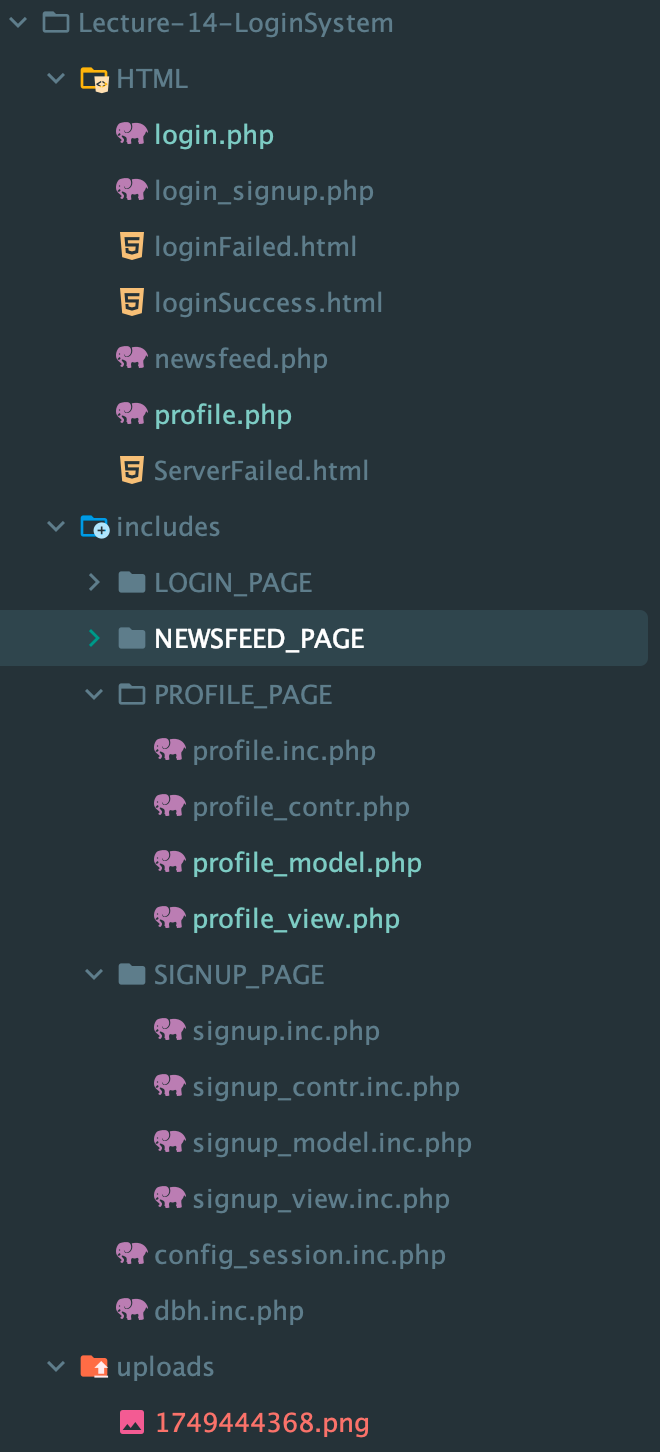 Lecture-14-LoginSystem
HTML
login.php
login_signup.php
loginFailed.html
loginSuccess.html
newsfeed.php
profile.php
ServerFailed.html
includes
LOGIN_PAGE
NEWSFEED_PAGE
PROFILE_PAGE
profile.inc.php
profile_contr.php
profile_model.php
profile_view.php
SIGNUP_PAGE
signup.inc.php
signup_contr.inc.php
signup_model.inc.php
signup_view.inc.php
config_session.inc.php
dbh.inc.php
uploads
1749444368.png